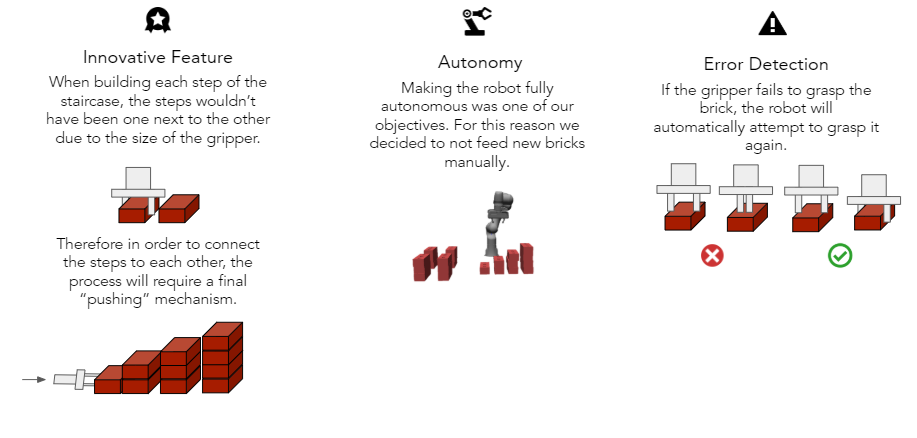 Innovative Feature
When building each step of the
staircase, the steps wouldn't
have been one next to the other
due to the size of the gripper.
Therefore in order to connect
the steps to each other, the
process will require a final
“pushing” mechanism.
Autonomy
Making the robot fully
autonomous was one of our
objectives. For this reason we
decided to not feed new bricks
manually.
Error Detection
If the gripper fails to grasp the
brick, the robot will
automatically attempt to grasp it
again.